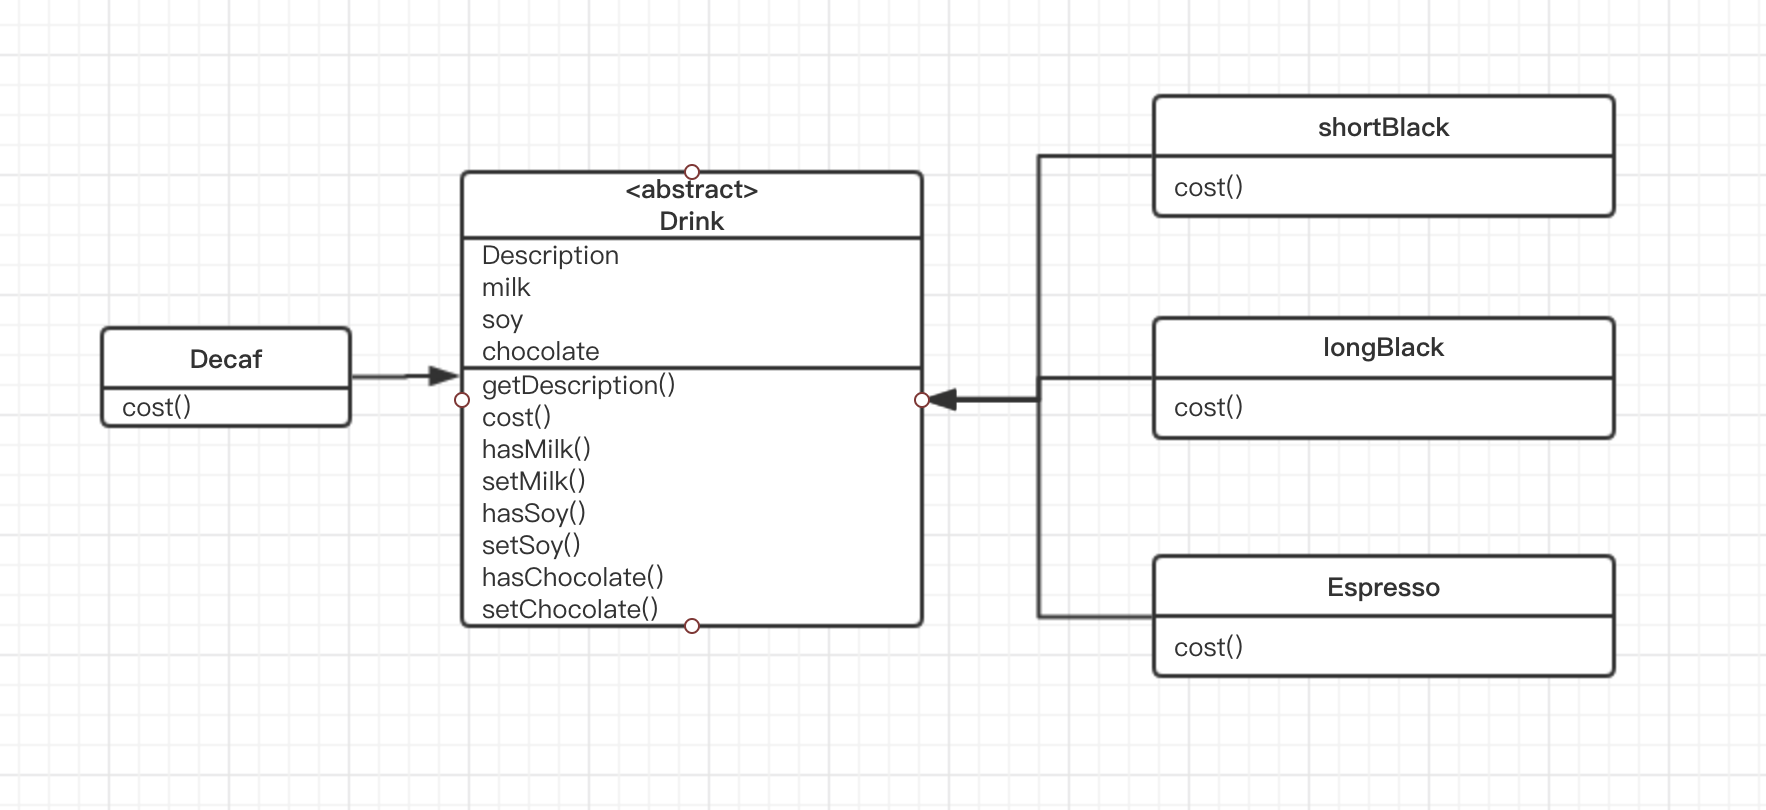 Decaf
cost()
<abstract>
Drink
Description
milk
soy
chocolate
getDescription()
cost()
hasMilk()
setMilk()
hasSoy()
setSoy()
hasChocolate()
setChocolate()
shortBlack
cost()
longBlack
cost()
Espresso
cost()